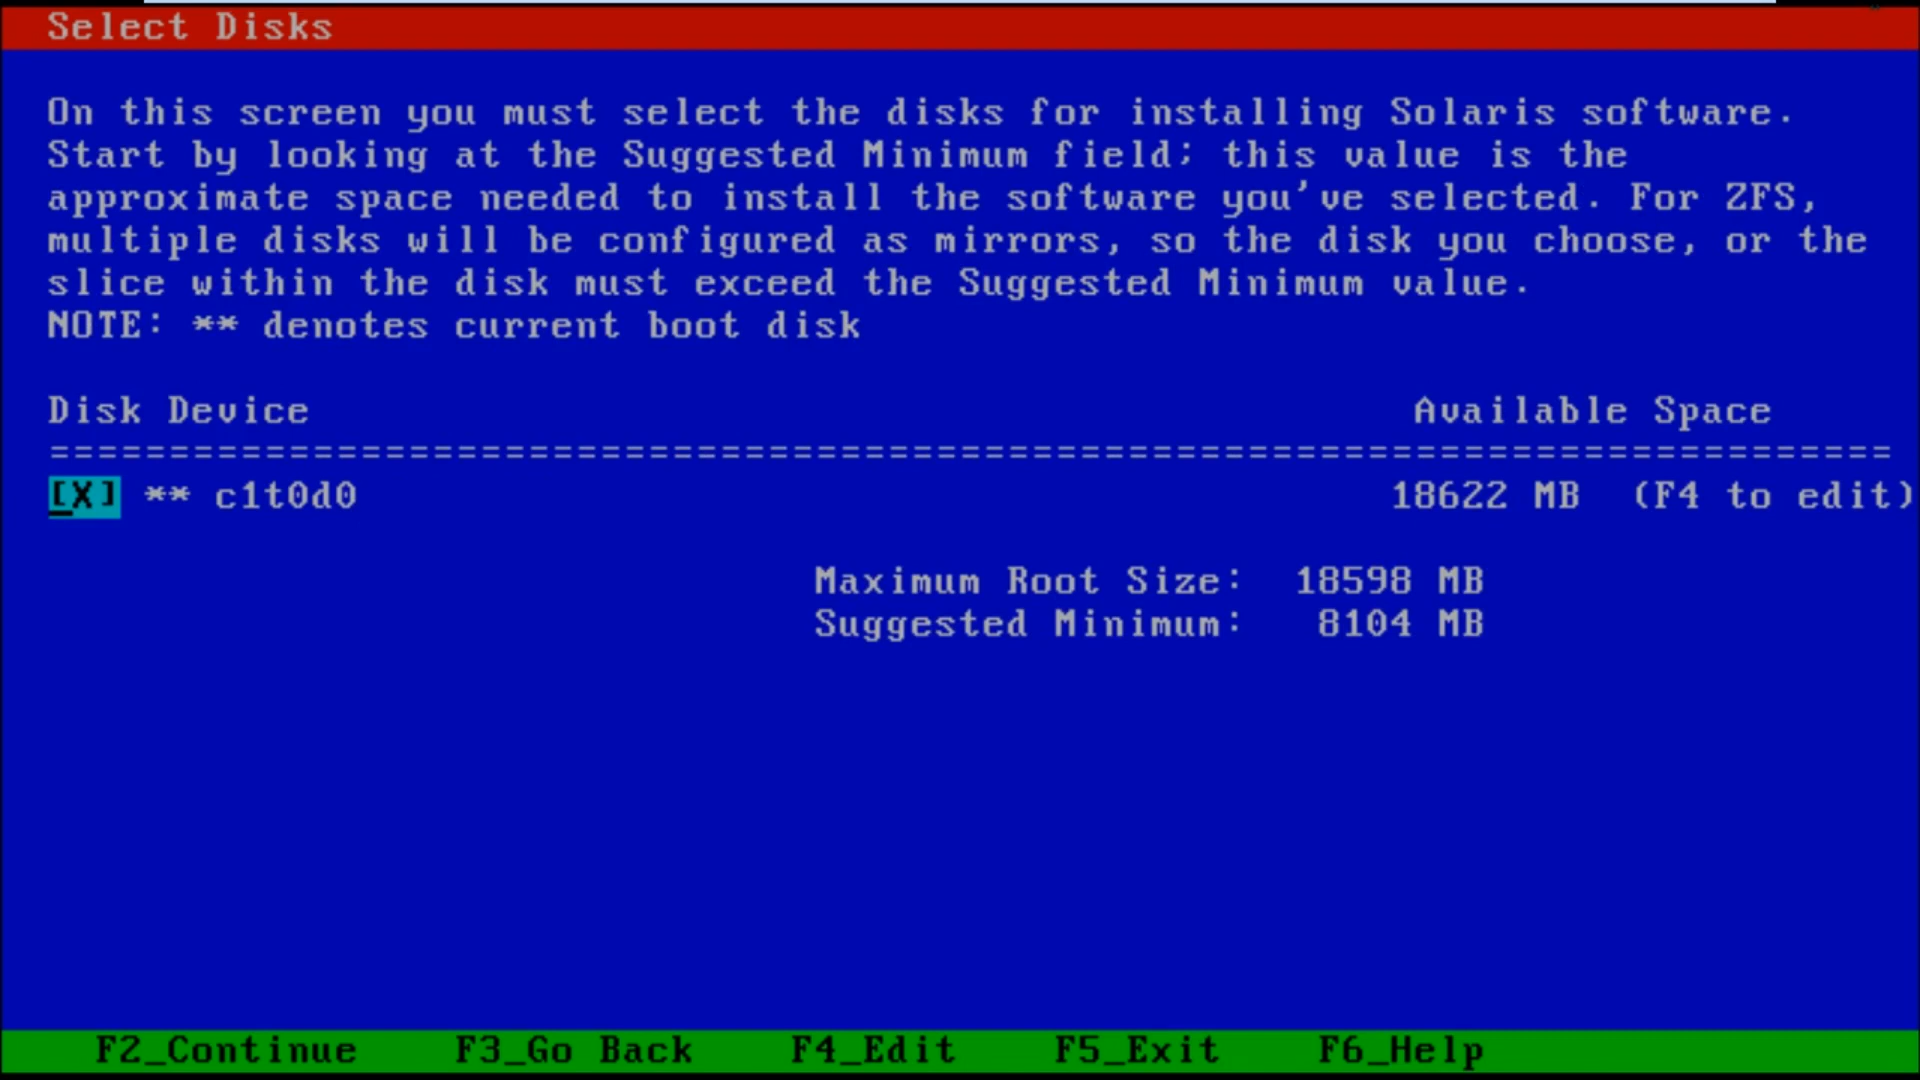 Select Disks
On this screen you must select the disks for installing Solaris software.
Start by looking at the Suggested Minimum field; this value is the
approximate space needed to install the software you've selected. For ZFS,
multiple disks will be configured as mirrors, so the disk you choose, or the
slice within the disk must exceed the Suggested Minimum value.
NOTE: ** denotes current boot disk
Disk Device Available Space
=============================================================================
[X] ** c1t0d0 18622 MB (F4 to edit)
Maximum Root Size: 18598 MB
Suggested Minimum: 8104 MB
F2_Continue F3_Go Back F4_Edit F5_Exit F6_Help